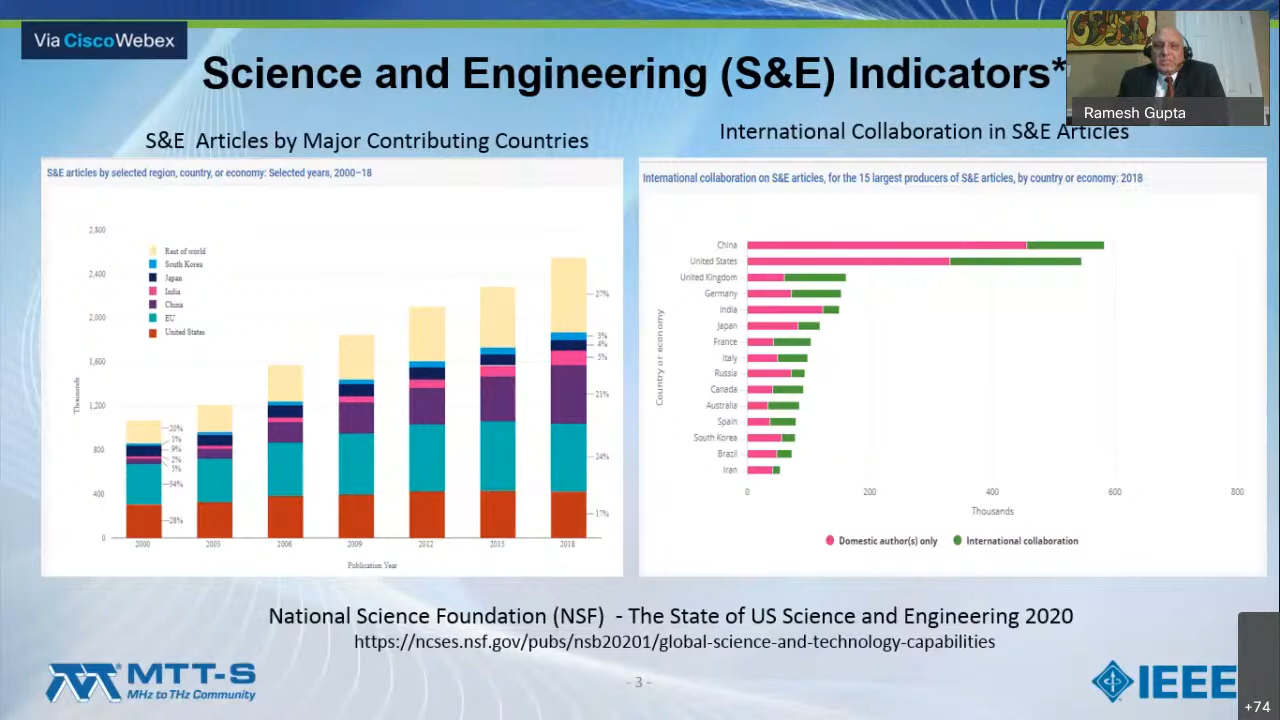 Via CiscoWebex
Science and Engineering (S&E) Indicators*
Ramesh Gupta
S&E Articles by Major Contributing Countries
International Collaboration in S&E Articles
S&E articles by selected region, country, or economy: Selected years, 2000–18
2,800
2,400
2,000
1,600
1,200
800
400
0
Thousands
Rest of world
South Korea
Japan
India
China
EU
United States
20%
1%
9%
2%
5%
34%
28%
27%
3%
4%
5%
21%
24%
17%
2000
2003
2006
2009
2012
2015
2018
Publication Year
International collaboration on S&E articles, for the 15 largest producers of S&E articles, by country or economy: 2018
Country or economy
China
United States
United Kingdom
Germany
India
Japan
France
Italy
Russia
Canada
Australia
Spain
South Korea
Brazil
Iran
0
200
400
600
800
Thousands
Domestic author(s) only
International collaboration
National Science Foundation (NSF) - The State of US Science and Engineering 2020
https://ncses.nsf.gov/pubs/nsb20201/global-science-and-technology-capabilities
MTT-S
MHz to THz Community
- 3 -
IEEE
+74